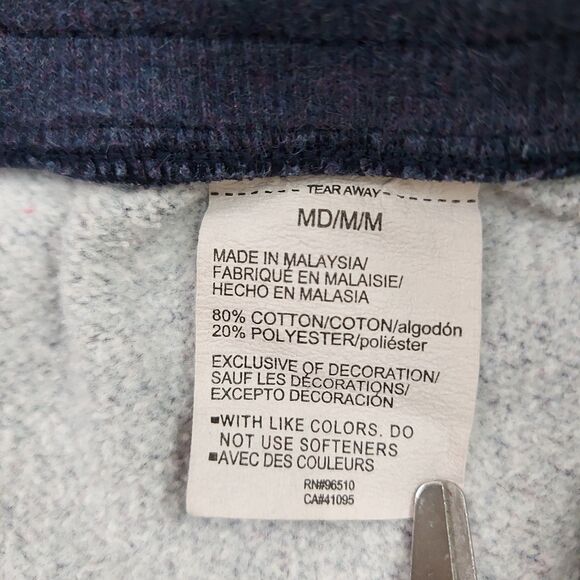 TEAR AWAY
MD/M/M
MADE IN MALAYSIA/
FABRIQUÉ EN MALAISIE/
HECHO EN MALASIA
80% COTTON/COTON/algodón
20% POLYESTER/poliéster
EXCLUSIVE OF DECORATION/
SAUF LES DÉCORATIONS/
EXCEPTO DECORACIÓN
■WITH LIKE COLORS. DO
NOT USE SOFTENERS
■AVEC DES COULEURS
RN#96510
CA#41095